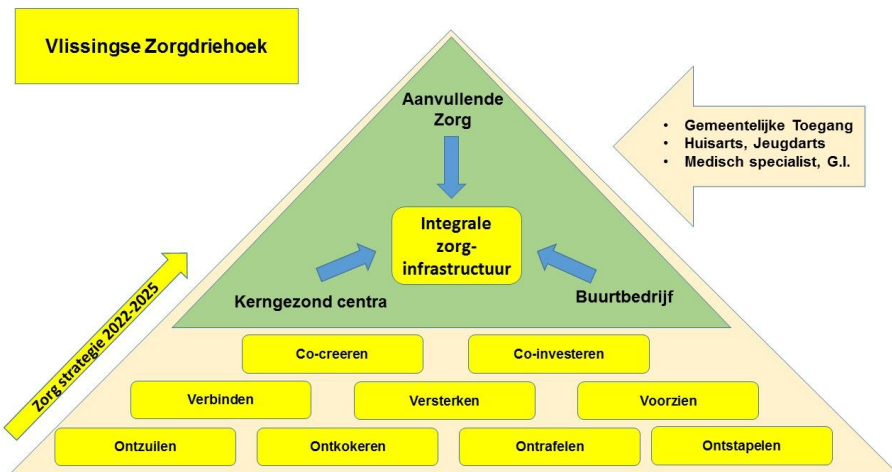 Vlissingse Zorgdriehoek
Aanvullende
Zorg
• Gemeentelijke Toegang
• Huisarts, Jeugdarts
• Medisch specialist, G.I.
Integrale
zorg-
infrastructuur
Kerngezond centra
Buurtbedrijf
Zorg strategie 2022-2025
Co-creeren
Co-investeren
Verbinden
Versterken
Voorzien
Ontzuilen
Ontkokeren
Ontrafelen
Ontstapelen